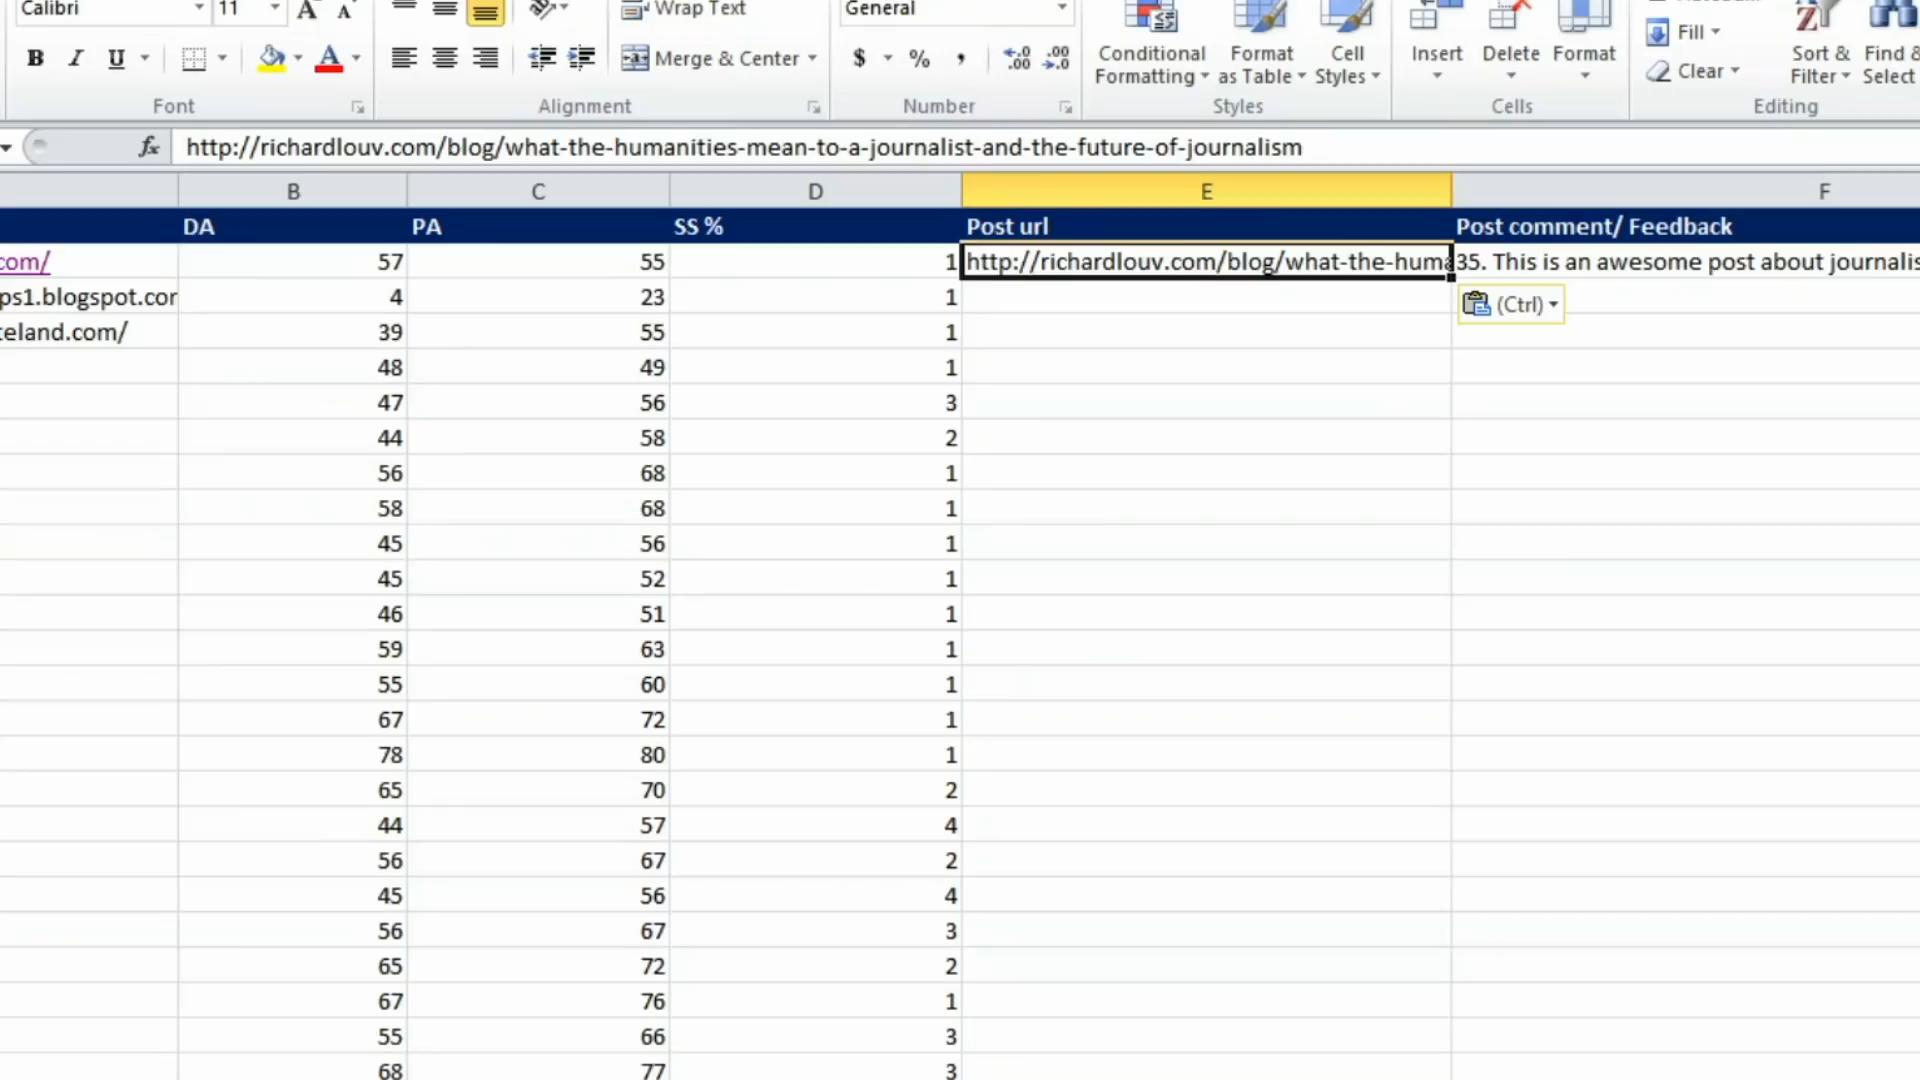 Calibri 11 A A Wrap Text General
B I U Merge & Center $ % , .0 .00 .00 .0 Conditional Formatting Format as Table Cell Styles Insert Delete Format Fill Clear Sort & Filter Find & Select
Font Alignment Number Styles Cells Editing
fx http://richardlouv.com/blog/what-the-humanities-mean-to-a-journalist-and-the-future-of-journalism
B C D E F
DA PA SS % Post url Post comment/ Feedback
com/ 57 55 1 http://richardlouv.com/blog/what-the-huma 35. This is an awesome post about journalis
ps1.blogspot.cor 4 23 1 (Ctrl)
teland.com/ 39 55 1
48 49 1
47 56 3
44 58 2
56 68 1
58 68 1
45 56 1
45 52 1
46 51 1
59 63 1
55 60 1
67 72 1
78 80 1
65 70 2
44 57 4
56 67 2
45 56 4
56 67 3
65 72 2
67 76 1
55 66 3
68 77 3